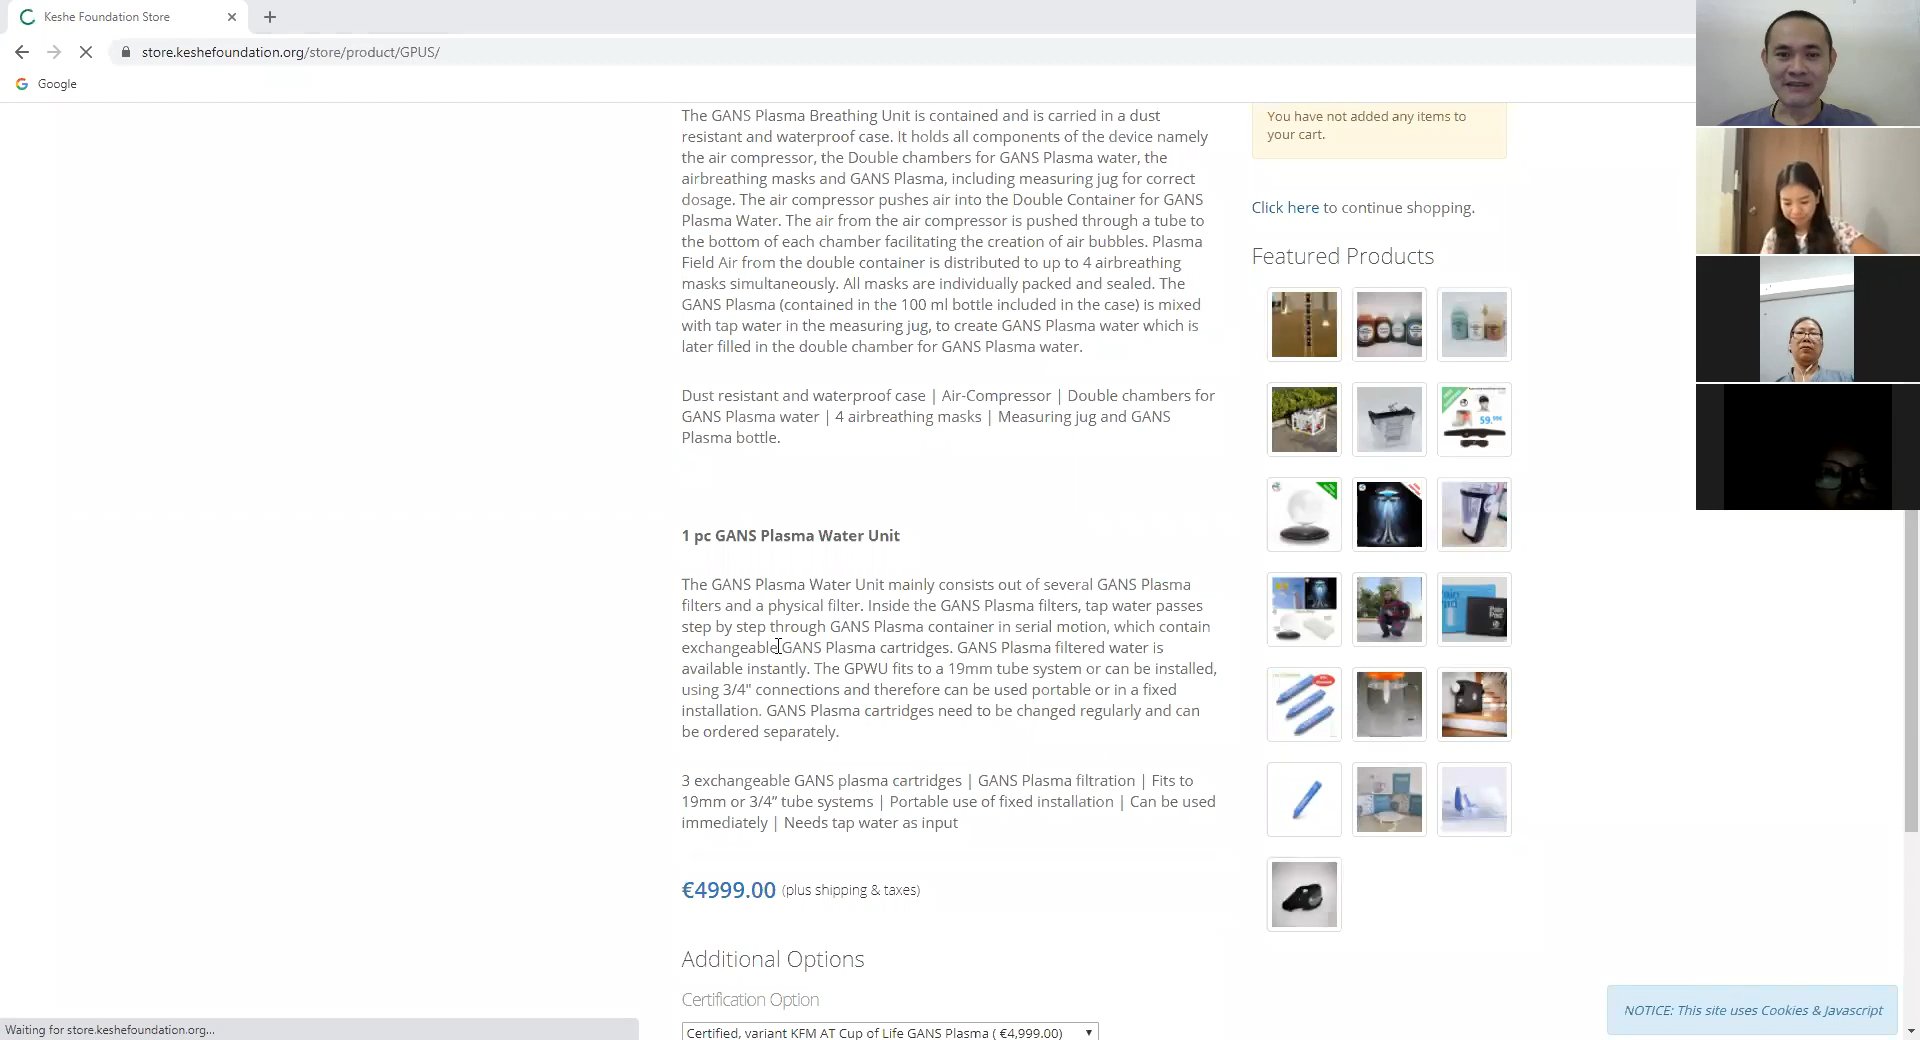 Keshe Foundation Store
store.keshefoundation.org/store/product/GPUS/
Google
The GANS Plasma Breathing Unit is contained and is carried in a dust
resistant and waterproof case. It holds all components of the device namely
the air compressor, the Double chambers for GANS Plasma water, the
airbreathing masks and GANS Plasma, including measuring jug for correct
dosage. The air compressor pushes air into the Double Container for GANS
Plasma Water. The air from the air compressor is pushed through a tube to
the bottom of each chamber facilitating the creation of air bubbles. Plasma
Field Air from the double container is distributed to up to 4 airbreathing
masks simultaneously. All masks are individually packed and sealed. The
GANS Plasma (contained in the 100 ml bottle included in the case) is mixed
with tap water in the measuring jug, to create GANS Plasma water which is
later filled in the double chamber for GANS Plasma water.
Dust resistant and waterproof case | Air-Compressor | Double chambers for
GANS Plasma water | 4 airbreathing masks | Measuring jug and GANS
Plasma bottle.
1 pc GANS Plasma Water Unit
The GANS Plasma Water Unit mainly consists out of several GANS Plasma
filters and a physical filter. Inside the GANS Plasma filters, tap water passes
step by step through GANS Plasma container in serial motion, which contain
exchangeable GANS Plasma cartridges. GANS Plasma filtered water is
available instantly. The GPWU fits to a 19mm tube system or can be installed,
using 3/4" connections and therefore can be used portable or in a fixed
installation. GANS Plasma cartridges need to be changed regularly and can
be ordered separately.
3 exchangeable GANS plasma cartridges | GANS Plasma filtration | Fits to
19mm or 3/4” tube systems | Portable use of fixed installation | Can be used
immediately | Needs tap water as input
€4999.00 (plus shipping & taxes)
Additional Options
Certification Option
Certified, variant KFM AT Cup of Life GANS Plasma ( €4,999.00)
You have not added any items to
your cart.
Click here to continue shopping.
Featured Products
59.
NOTICE: This site uses Cookies & Javascript
Waiting for store.keshefoundation.org...